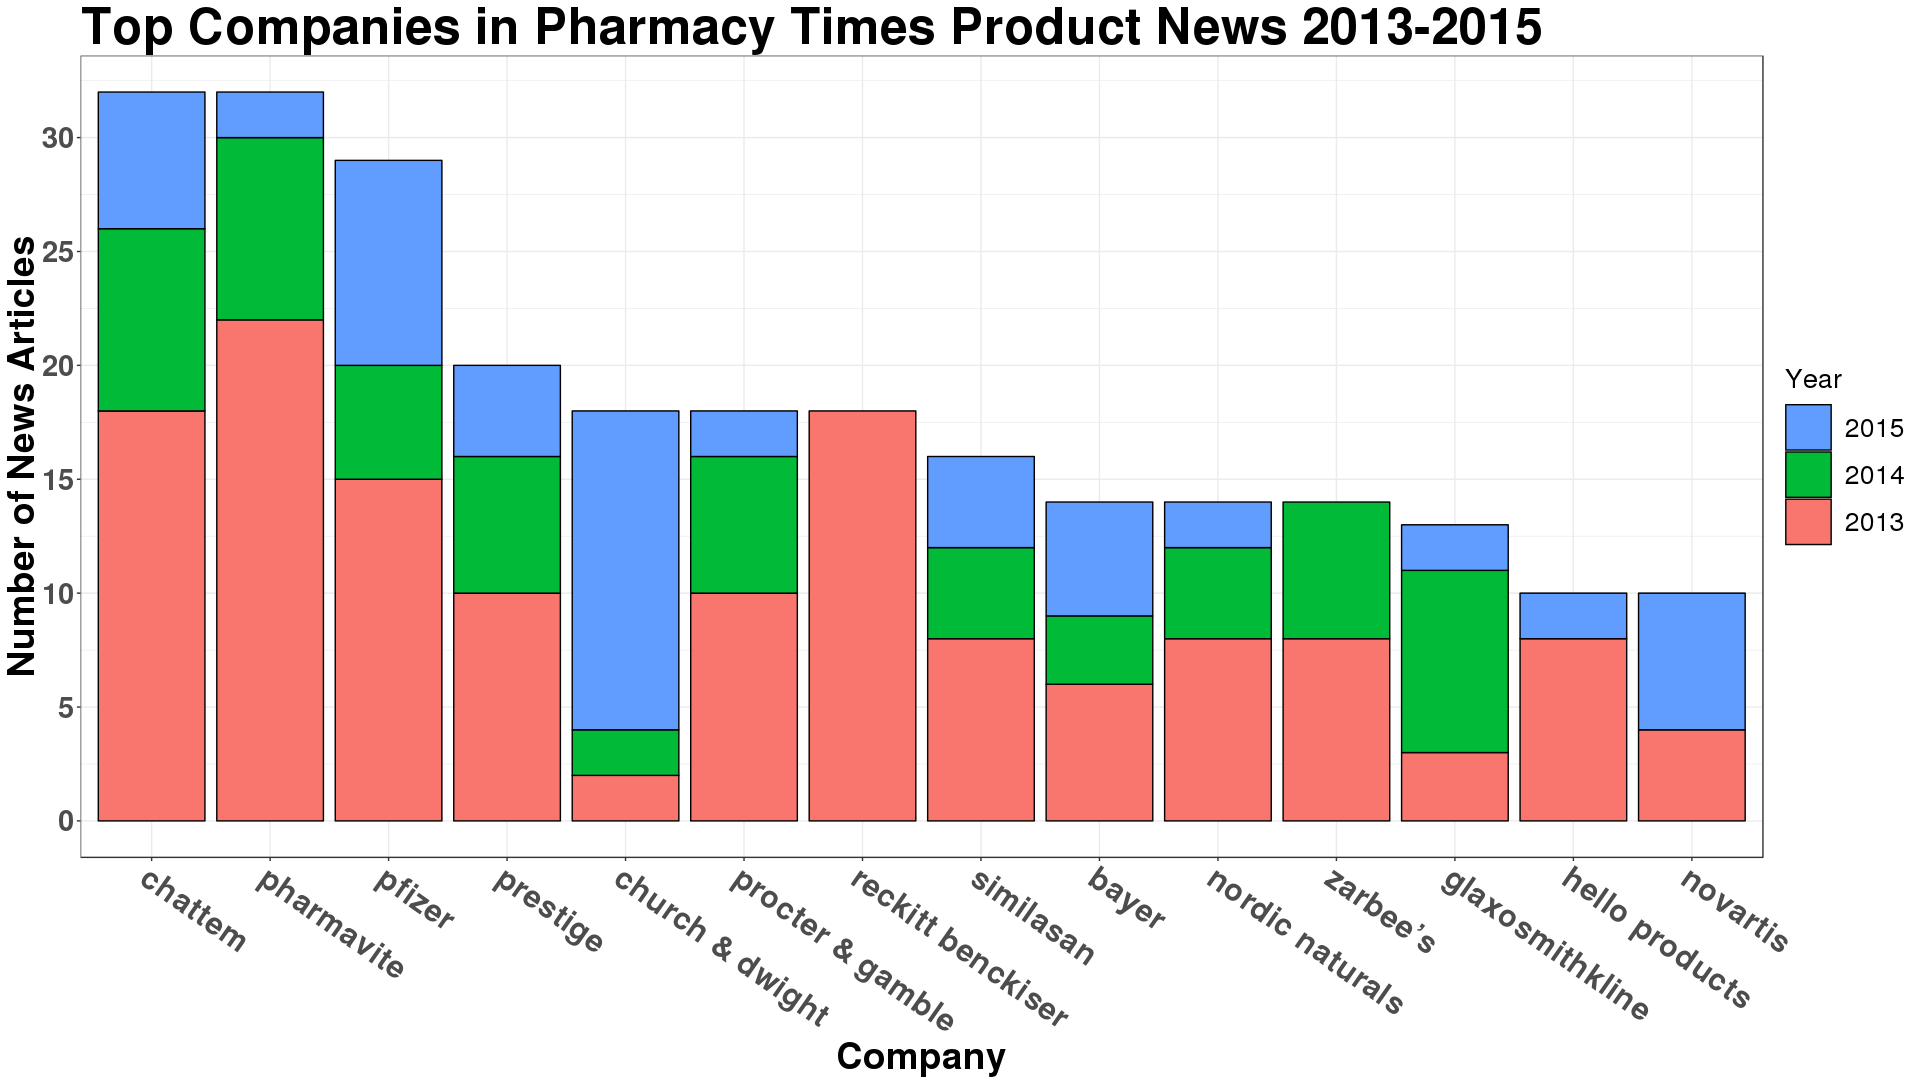 Top Companies in Pharmacy Times Product News 2013-2015
Number of News Articles
30
25
20
15
10
5
0
chattem
pharmavite
pfizer
prestige
church & dwight
procter & gamble
reckitt benckiser
similasan
bayer
nordic naturals
zarbee’s
glaxosmithkline
hello products
novartis
Company
Year
2015
2014
2013